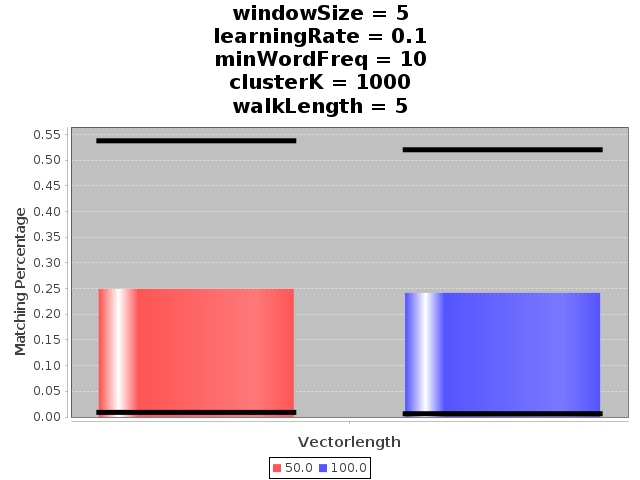 windowSize = 5
learningRate = 0.1
minWordFreq = 10
clusterK = 1000
walkLength = 5
Matching Percentage
0.55
0.50
0.45
0.40
0.35
0.30
0.25
0.20
0.15
0.10
0.05
0.00
Vectorlength
50.0 100.0